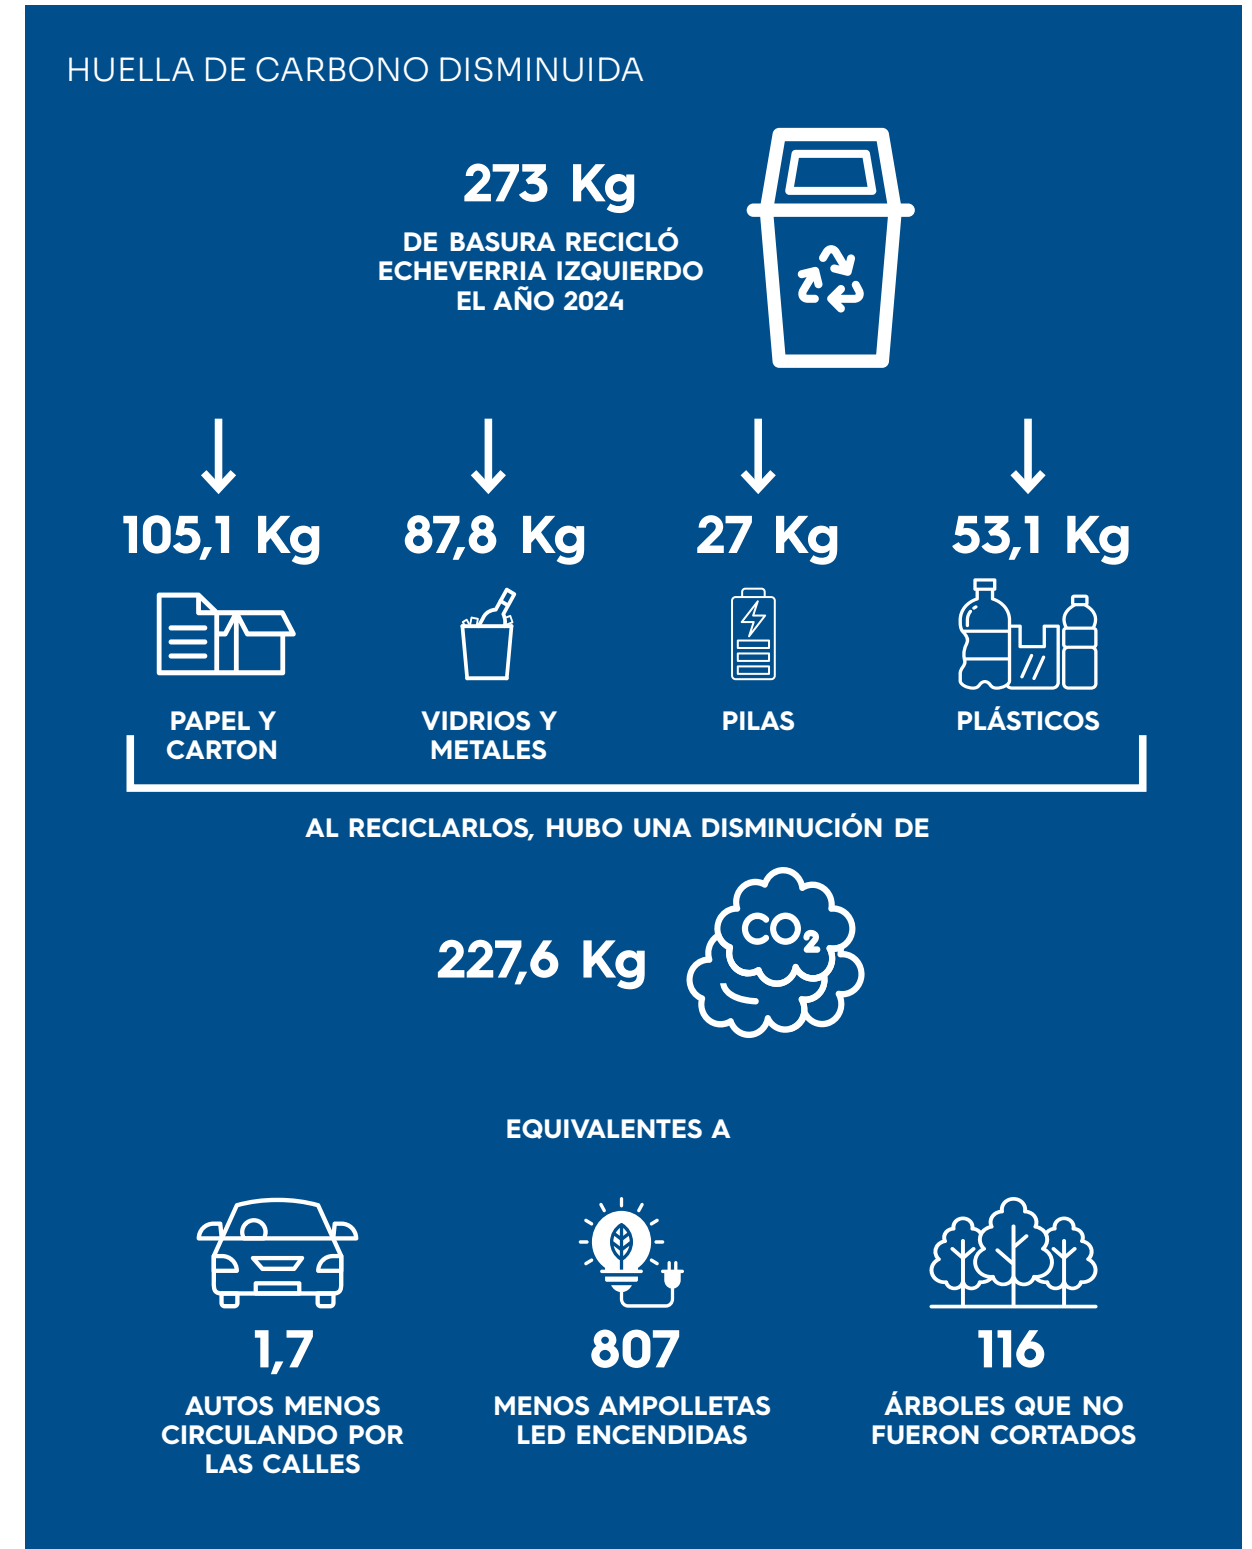 HUELLA DE CARBONO DISMINUIDA
273 Kg
DE BASURA RECICLÓ
ECHEVERRIA IZQUIERDO
EL AÑO 2024
105,1 Kg
87,8 Kg
27 Kg
53,1 Kg
PAPEL Y
CARTON
VIDRIOS Y
METALES
PILAS
PLÁSTICOS
AL RECICLARLOS, HUBO UNA DISMINUCIÓN DE
227,6 Kg
CO2
EQUIVALENTES A
1,7
AUTOS MENOS
CIRCULANDO POR
LAS CALLES
807
MENOS AMPOLLETAS
LED ENCENDIDAS
116
ÁRBOLES QUE NO
FUERON CORTADOS